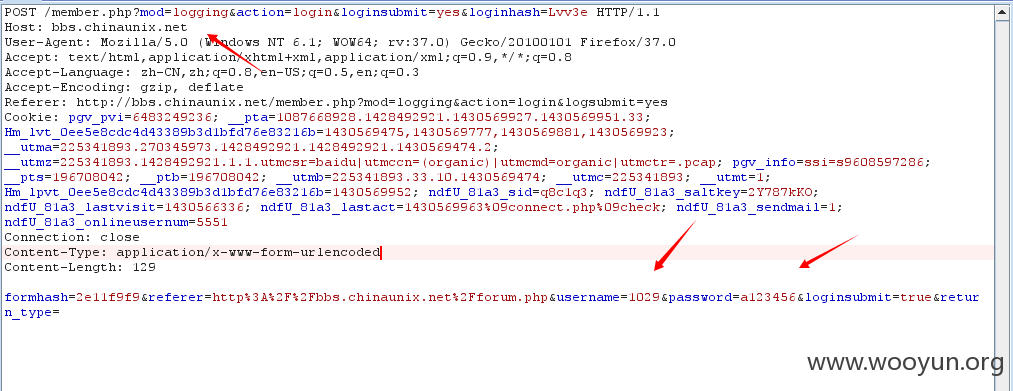 POST /member.php?mod=logging&action=login&loginsubmit=yes&loginhash=Lvv3e HTTP/1.1
Host: bbs.chinaunix.net
User-Agent: Mozilla/5.0 (Windows NT 6.1; WOW64; rv:37.0) Gecko/20100101 Firefox/37.0
Accept: text/html,application/xhtml+xml,application/xml;q=0.9,*/*;q=0.8
Accept-Language: zh-CN,zh;q=0.8,en-US;q=0.5,en;q=0.3
Accept-Encoding: gzip, deflate
Referer: http://bbs.chinaunix.net/member.php?mod=logging&action=login&logsubmit=yes
Cookie: pgv_pvi=6483249236; __pta=1087668928.1428492921.1430569927.1430569951.33;
Hm_lvt_0ee5e8cdc4d43389b3d1bfd76e83216b=1430569475,1430569777,1430569881,1430569923;
__utma=225341893.270345973.1428492921.1428492921.1430569474.2;
__utmz=225341893.1428492921.1.1.utmcsr=baidu|utmccn=(organic)|utmcmd=organic|utmctr=.pcap; pgv_info=ssi=s9608597286;
__pts=196708042; __ptb=196708042; __utmb=225341893.33.10.1430569474; __utmc=225341893; __utmt=1;
Hm_lpvt_0ee5e8cdc4d43389b3d1bfd76e83216b=1430569952; ndfU_81a3_sid=q8c1q3; ndfU_81a3_saltkey=2Y787kKO;
ndfU_81a3_lastvisit=1430566336; ndfU_81a3_lastact=1430569963%09connect.php%09check; ndfU_81a3_sendmail=1;
ndfU_81a3_onlineusernum=5551
Connection: close
Content-Type: application/x-www-form-urlencoded
Content-Length: 129
formhash=2e11f9f9&referer=http%3A%2F%2Fbbs.chinaunix.net%2Fforum.php&username=1029&password=a123456&loginsubmit=true&retur
n_type=
www.wooyun.org